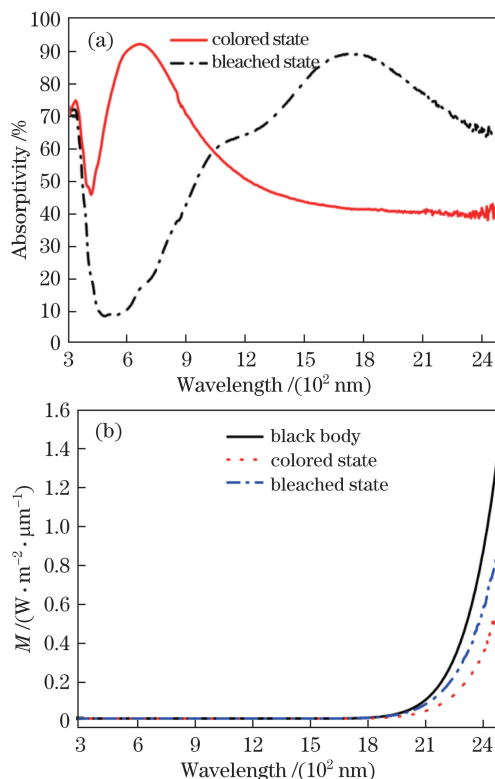 (a)
colored state
bleached state
Absorptivity /%
100
90
80
70
60
50
40
30
20
10
0
3 6 9 12 15 18 21 24
Wavelength /(10² nm)
(b)
black body
colored state
bleached state
M /(W·m⁻²·μm⁻¹)
1.6
1.4
1.2
1.0
0.8
0.6
0.4
0.2
0
3 6 9 12 15 18 21 24
Wavelength /(10² nm)